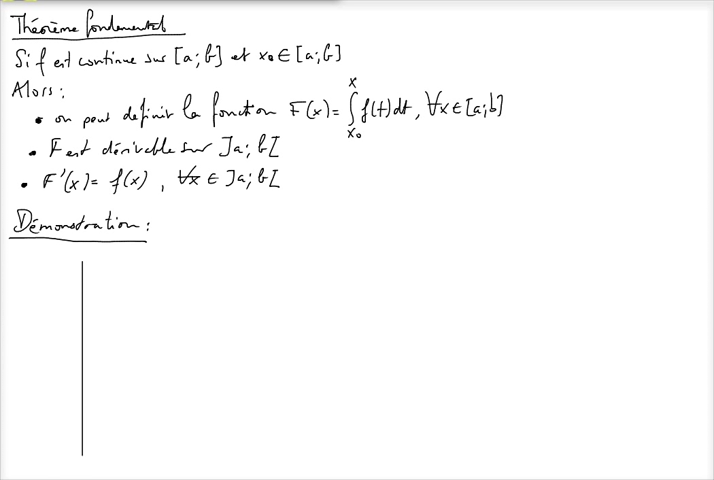 Théorème fondamental
Si f est continue sur [a;b] et x₀ ∈ [a;b]
Alors:
• on peut definir la fonction F(x) = ∫_{x₀}^{x} f(t)dt, ∀x ∈ [a;b]
• F est dérivable sur ]a;b[
• F'(x) = f(x), ∀x ∈ ]a;b[
Démonstration: